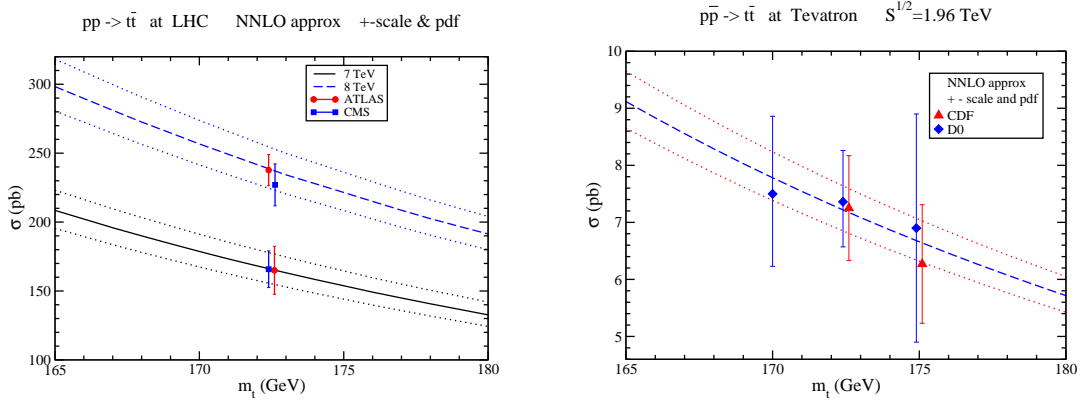 pp -> tt̄ at LHC NNLO approx +-scale & pdf
300
250
200
150
100
σ (pb)
7 TeV
8 TeV
ATLAS
CMS
165 170 175 180
m_t (GeV)
pp̄ -> tt̄ at Tevatron S^{1/2}=1.96 TeV
10
9
8
7
6
5
σ (pb)
NNLO approx
+ - scale and pdf
CDF
D0
165 170 175 180
m_t (GeV)